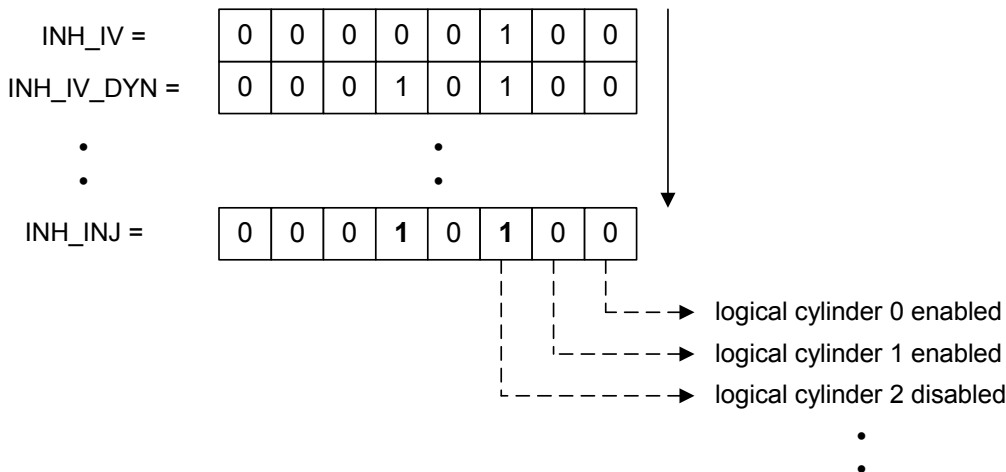 INH_IV = 0 0 0 0 0 1 0 0
INH_IV_DYN = 0 0 0 1 0 1 0 0
• •
• •
INH_INJ = 0 0 0 1 0 1 0 0
logical cylinder 0 enabled
logical cylinder 1 enabled
logical cylinder 2 disabled
•
•